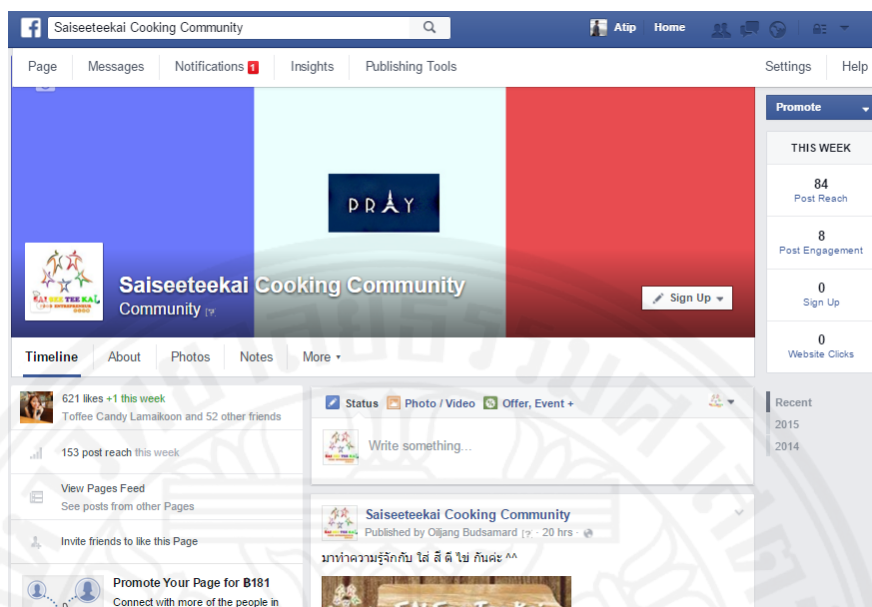 Saiseeteekai Cooking Community
Atip Home
Page Messages Notifications 1 Insights Publishing Tools Settings Help
Promote
PRAY
THIS WEEK
84
Post Reach
8
Post Engagement
0
Sign Up
0
Website Clicks
Saiseeteekai Cooking Community
Community [?]
Sign Up
Timeline About Photos Notes More
621 likes +1 this week
Toffee Candy Lamaikoon and 52 other friends
153 post reach this week
View Pages Feed
See posts from other Pages
Invite friends to like this Page
Promote Your Page for ฿181
Connect with more of the people in
Status Photo / Video Offer, Event +
Write something...
Saiseeteekai Cooking Community
Published by Oiljang Budsamard [?] · 20 hrs ·
มาทำความรู้จักกับ ใส่ สี ตี ไข่ กันค่ะ ^^
Recent
2015
2014